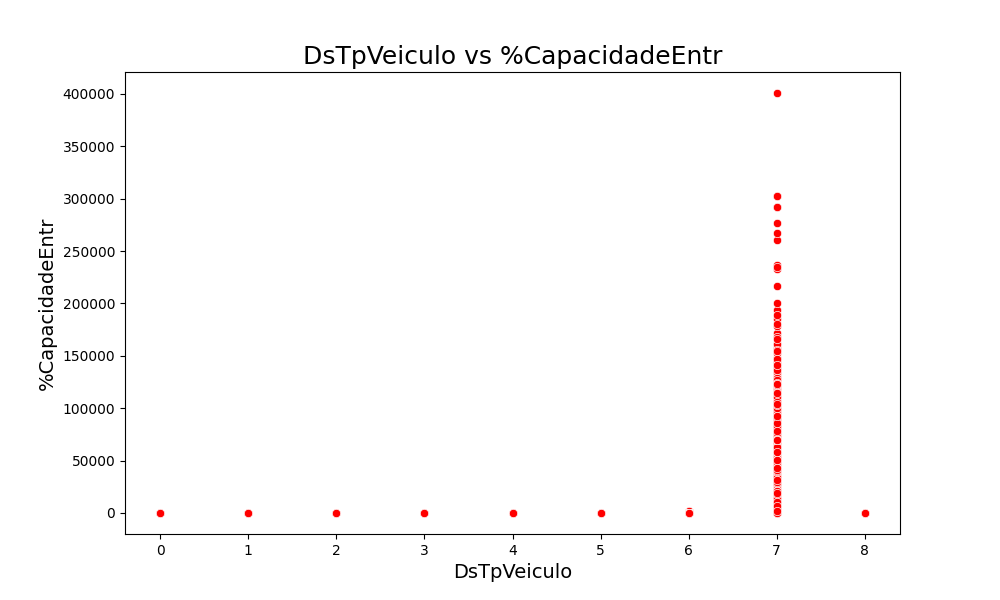 DsTpVeiculo vs %CapacidadeEntr
400000
350000
300000
250000
200000
150000
100000
50000
0
%CapacidadeEntr
0 1 2 3 4 5 6 7 8
DsTpVeiculo